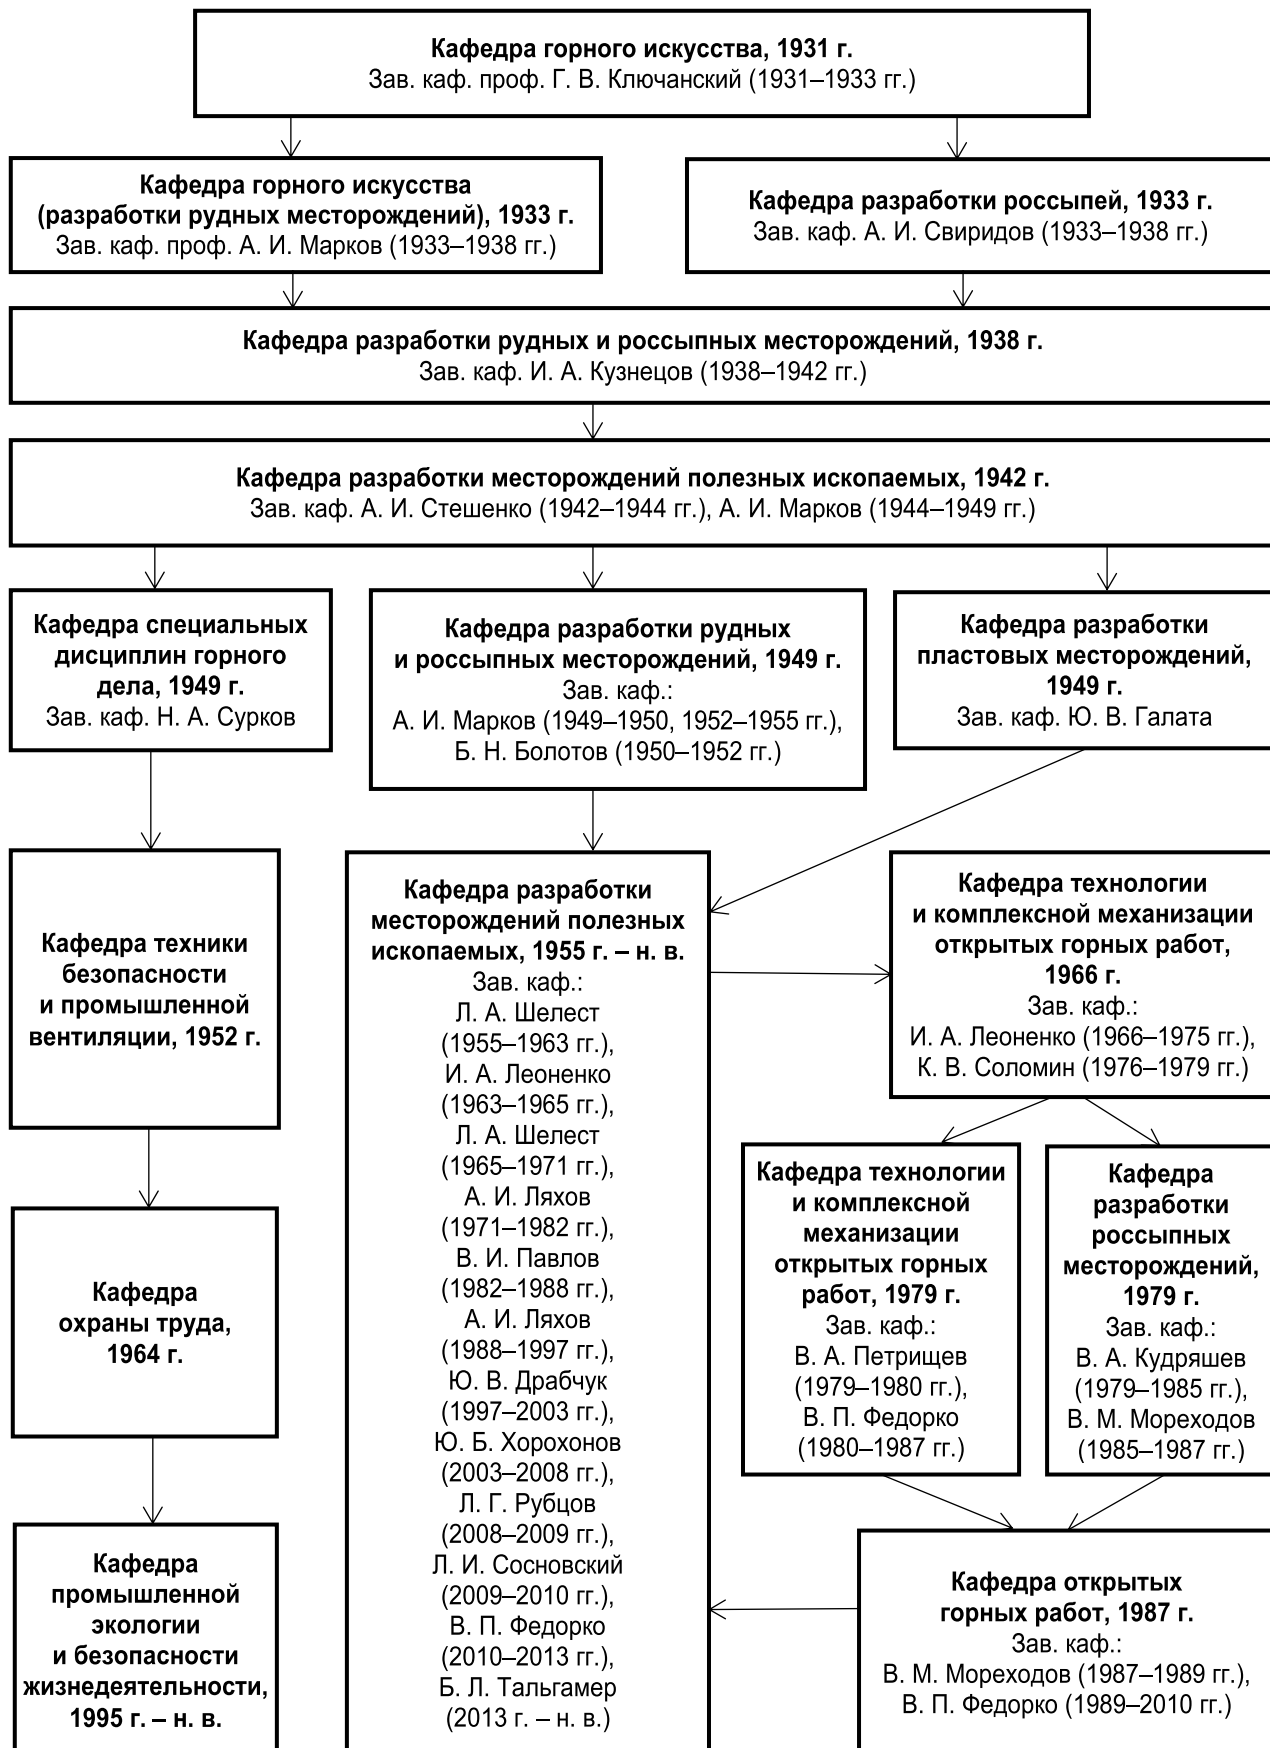 Кафедра горного искусства, 1931 г.
Зав. каф. проф. Г. В. Ключанский (1931–1933 гг.)
Кафедра горного искусства
(разработки рудных месторождений), 1933 г.
Зав. каф. проф. А. И. Марков (1933–1938 гг.)
Кафедра разработки россыпей, 1933 г.
Зав. каф. А. И. Свиридов (1933–1938 гг.)
Кафедра разработки рудных и россыпных месторождений, 1938 г.
Зав. каф. И. А. Кузнецов (1938–1942 гг.)
Кафедра разработки месторождений полезных ископаемых, 1942 г.
Зав. каф. А. И. Стешенко (1942–1944 гг.), А. И. Марков (1944–1949 гг.)
Кафедра специальных
дисциплин горного
дела, 1949 г.
Зав. каф. Н. А. Сурков
Кафедра разработки рудных
и россыпных месторождений, 1949 г.
Зав. каф.:
А. И. Марков (1949–1950, 1952–1955 гг.),
Б. Н. Болотов (1950–1952 гг.)
Кафедра разработки
пластовых месторождений,
1949 г.
Зав. каф. Ю. В. Галата
Кафедра техники
безопасности
и промышленной
вентиляции, 1952 г.
Кафедра разработки
месторождений полезных
ископаемых, 1955 г. – н. в.
Зав. каф.:
Л. А. Шелест
(1955–1963 гг.),
И. А. Леоненко
(1963–1965 гг.),
Л. А. Шелест
(1965–1971 гг.),
А. И. Ляхов
(1971–1982 гг.),
В. И. Павлов
(1982–1988 гг.),
А. И. Ляхов
(1988–1997 гг.),
Ю. В. Драбчук
(1997–2003 гг.),
Ю. Б. Хорохонов
(2003–2008 гг.),
Л. Г. Рубцов
(2008–2009 гг.),
Л. И. Сосновский
(2009–2010 гг.),
В. П. Федорко
(2010–2013 гг.),
Б. Л. Тальгамер
(2013 г. – н. в.)
Кафедра технологии
и комплексной механизации
открытых горных работ,
1966 г.
Зав. каф.:
И. А. Леоненко (1966–1975 гг.),
К. В. Соломин (1976–1979 гг.)
Кафедра технологии
и комплексной
механизации
открытых горных
работ, 1979 г.
Зав. каф.:
В. А. Петрищев
(1979–1980 гг.),
В. П. Федорко
(1980–1987 гг.)
Кафедра
разработки
россыпных
месторождений,
1979 г.
Зав. каф.:
В. А. Кудряшев
(1979–1985 гг.),
В. М. Мореходов
(1985–1987 гг.)
Кафедра
охраны труда,
1964 г.
Кафедра
промышленной
экологии
и безопасности
жизнедеятельности,
1995 г. – н. в.
Кафедра открытых
горных работ, 1987 г.
Зав. каф.:
В. М. Мореходов (1987–1989 гг.),
В. П. Федорко (1989–2010 гг.)